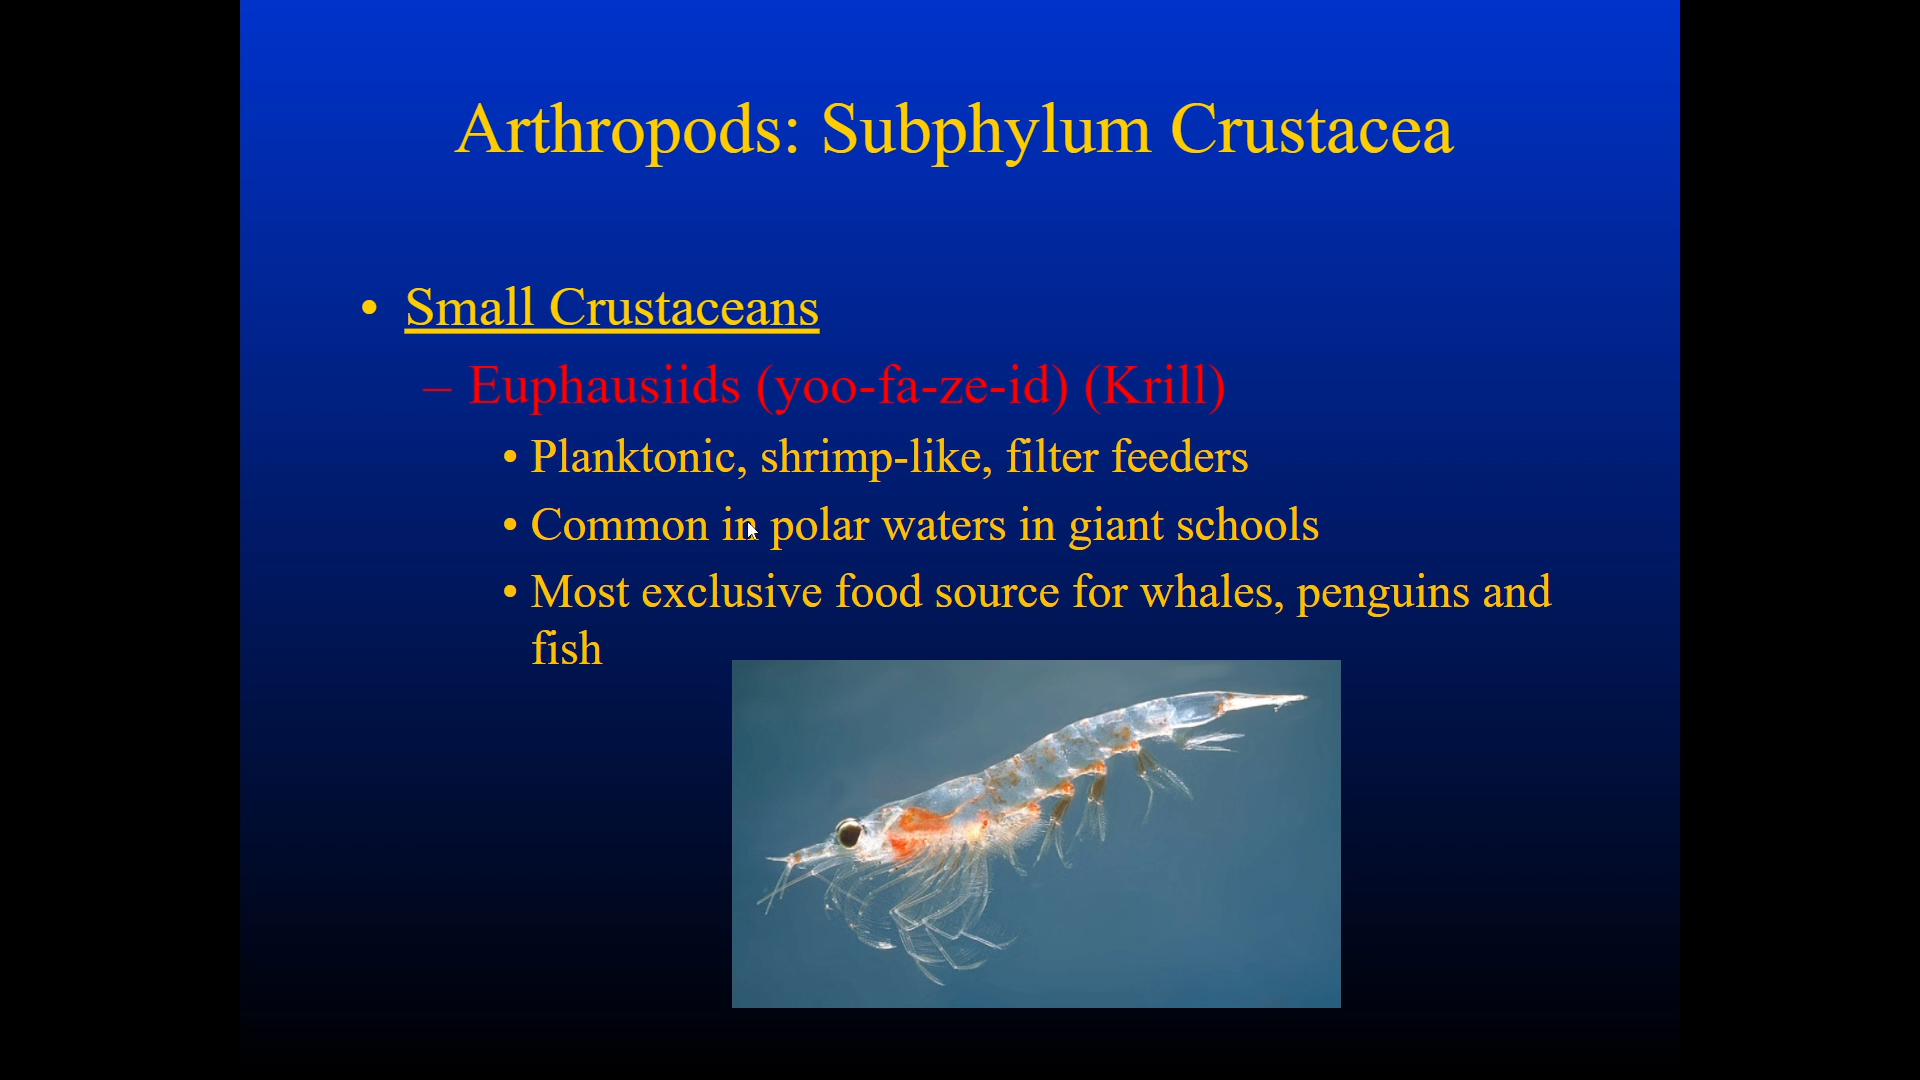 Arthropods: Subphylum Crustacea
• Small Crustaceans
– Euphausiids (yoo-fa-ze-id) (Krill)
• Planktonic, shrimp-like, filter feeders
• Common in polar waters in giant schools
• Most exclusive food source for whales, penguins and
fish